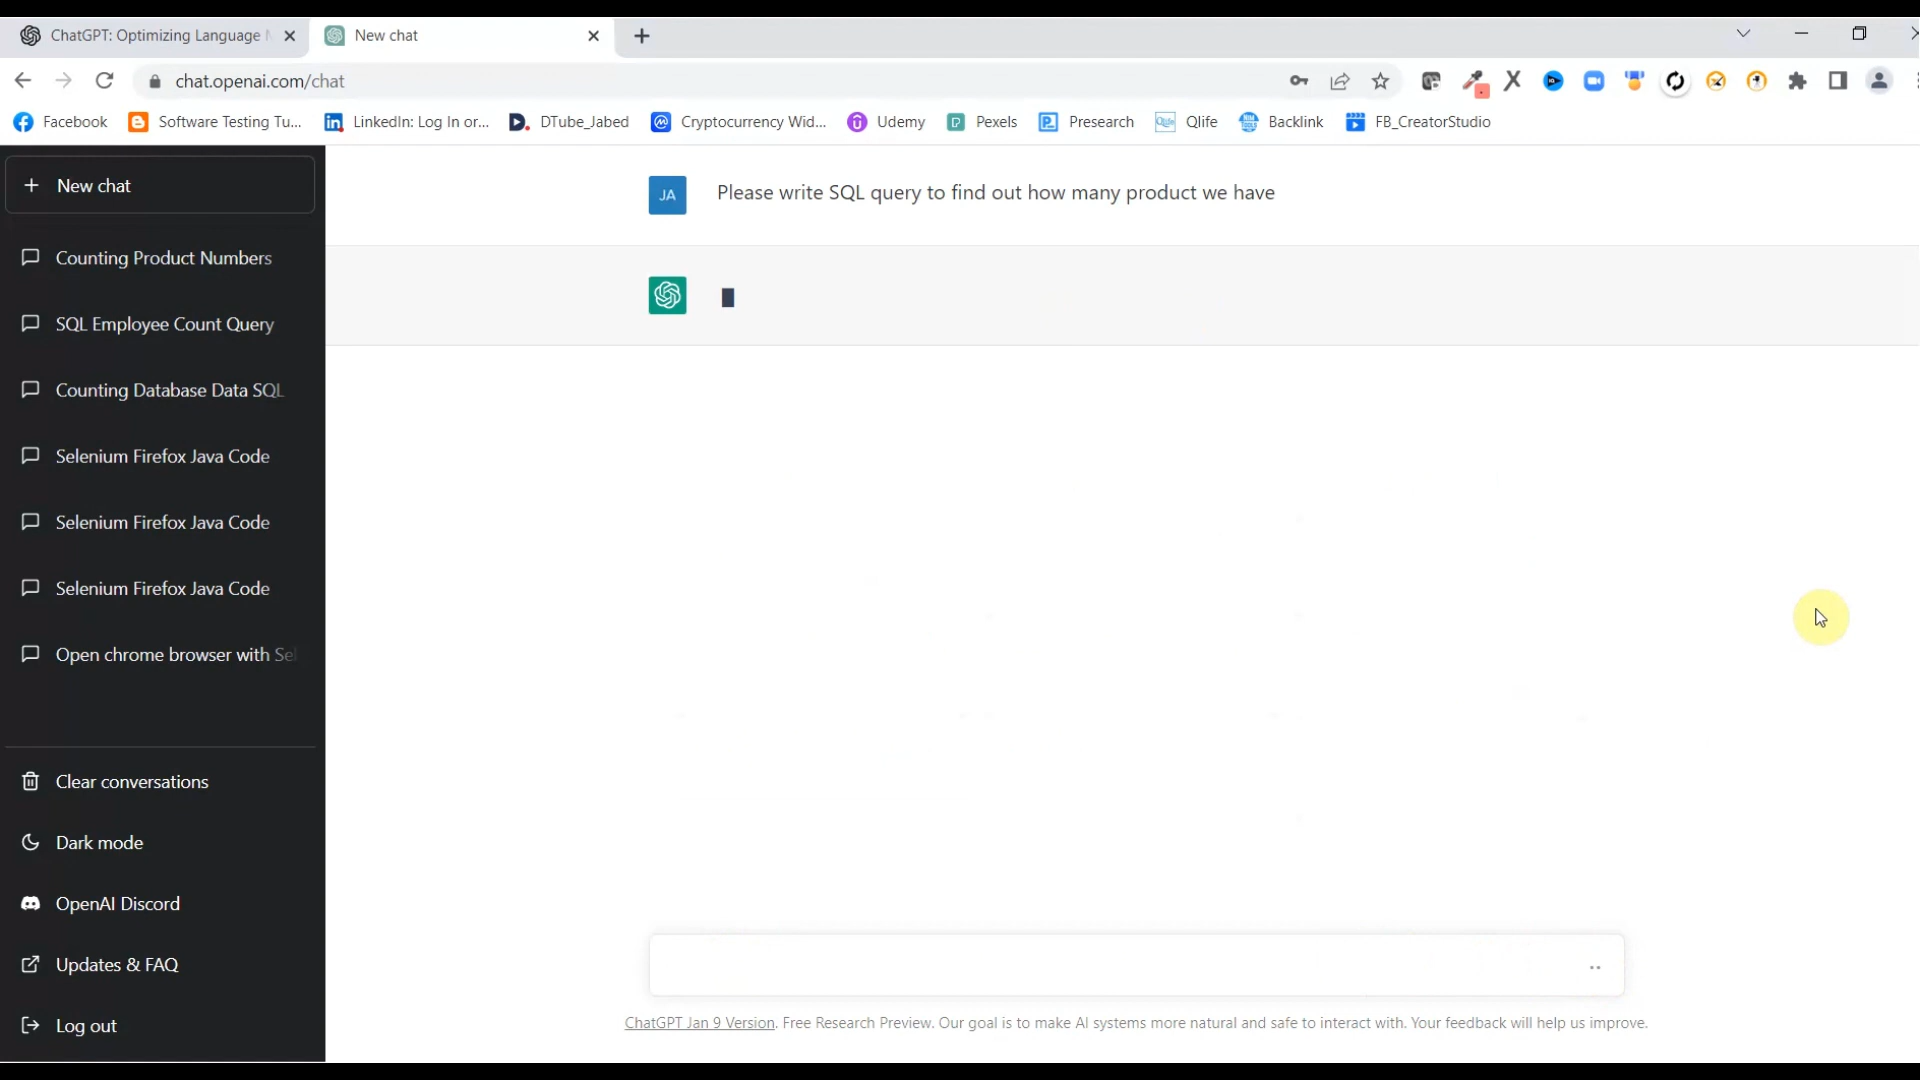 ChatGPT: Optimizing Language
New chat
chat.openai.com/chat
Facebook
Software Testing Tu...
LinkedIn: Log In or...
DTube_Jabed
Cryptocurrency Wid...
Udemy
Pexels
Presearch
Qlife
Backlink
FB_CreatorStudio
New chat
Counting Product Numbers
SQL Employee Count Query
Counting Database Data SQL
Selenium Firefox Java Code
Selenium Firefox Java Code
Selenium Firefox Java Code
Open chrome browser with Sel
Clear conversations
Dark mode
OpenAI Discord
Updates & FAQ
Log out
JA
Please write SQL query to find out how many product we have
ChatGPT Jan 9 Version. Free Research Preview. Our goal is to make AI systems more natural and safe to interact with. Your feedback will help us improve.